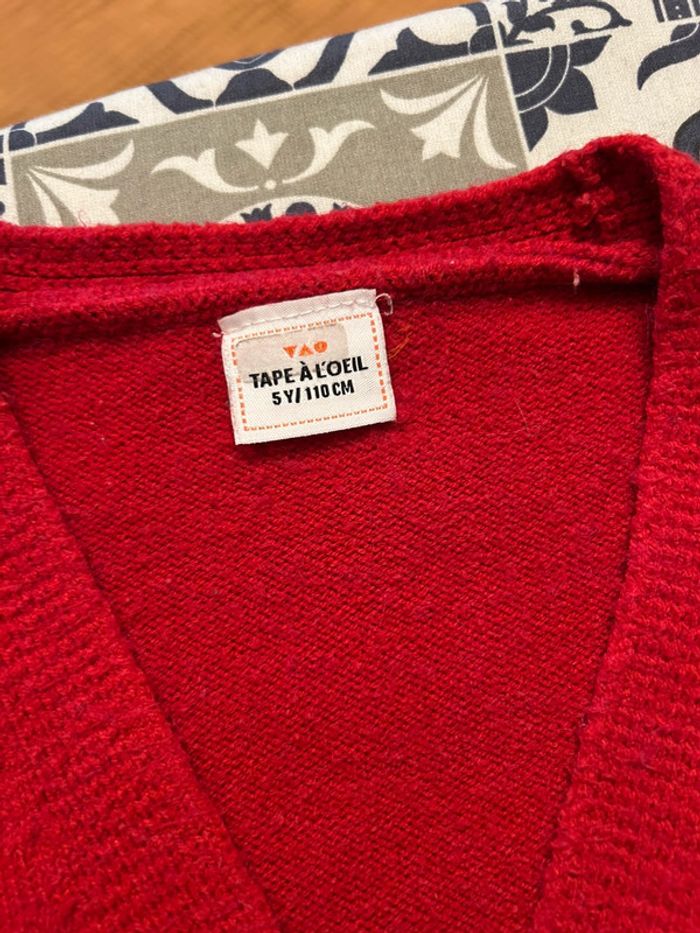 TAO
TAPE À L'OEIL
5 Y/110 CM